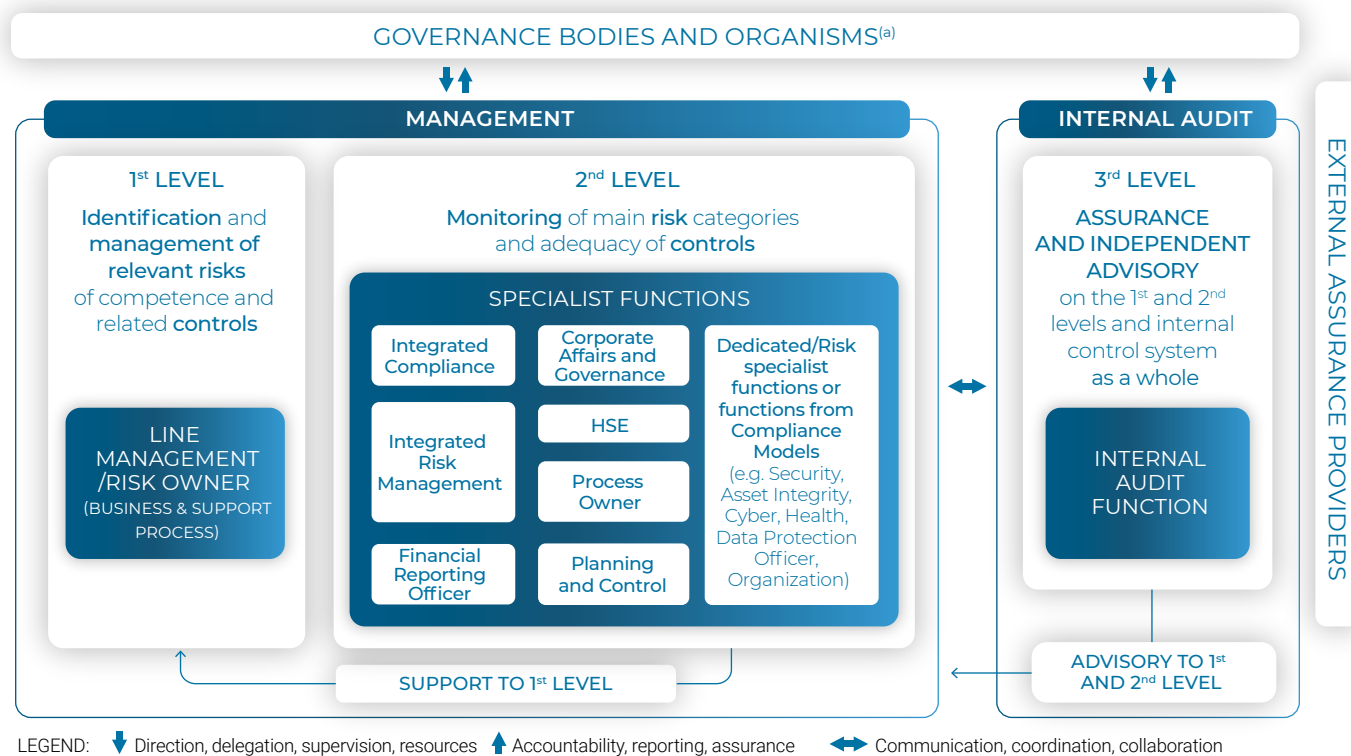 GOVERNANCE BODIES AND ORGANISMS(a)
MANAGEMENT
1st LEVEL
Identification and
management of
relevant risks
of competence and
related controls
LINE
MANAGEMENT
/RISK OWNER
(BUSINESS & SUPPORT
PROCESS)
2nd LEVEL
Monitoring of main risk categories
and adequacy of controls
SPECIALIST FUNCTIONS
Integrated
Compliance
Integrated
Risk
Management
Financial
Reporting
Officer
Corporate
Affairs and
Governance
HSE
Process
Owner
Planning
and Control
Dedicated/Risk
specialist
functions or
functions from
Compliance
Models
(e.g. Security,
Asset Integrity,
Cyber, Health,
Data Protection
Officer,
Organization)
SUPPORT TO 1st LEVEL
INTERNAL AUDIT
3rd LEVEL
ASSURANCE
AND INDEPENDENT
ADVISORY
on the 1st and 2nd
levels and internal
control system
as a whole
INTERNAL
AUDIT
FUNCTION
ADVISORY TO 1st
AND 2nd LEVEL
EXTERNAL ASSURANCE PROVIDERS
LEGEND: Direction, delegation, supervision, resources Accountability, reporting, assurance Communication, coordination, collaboration